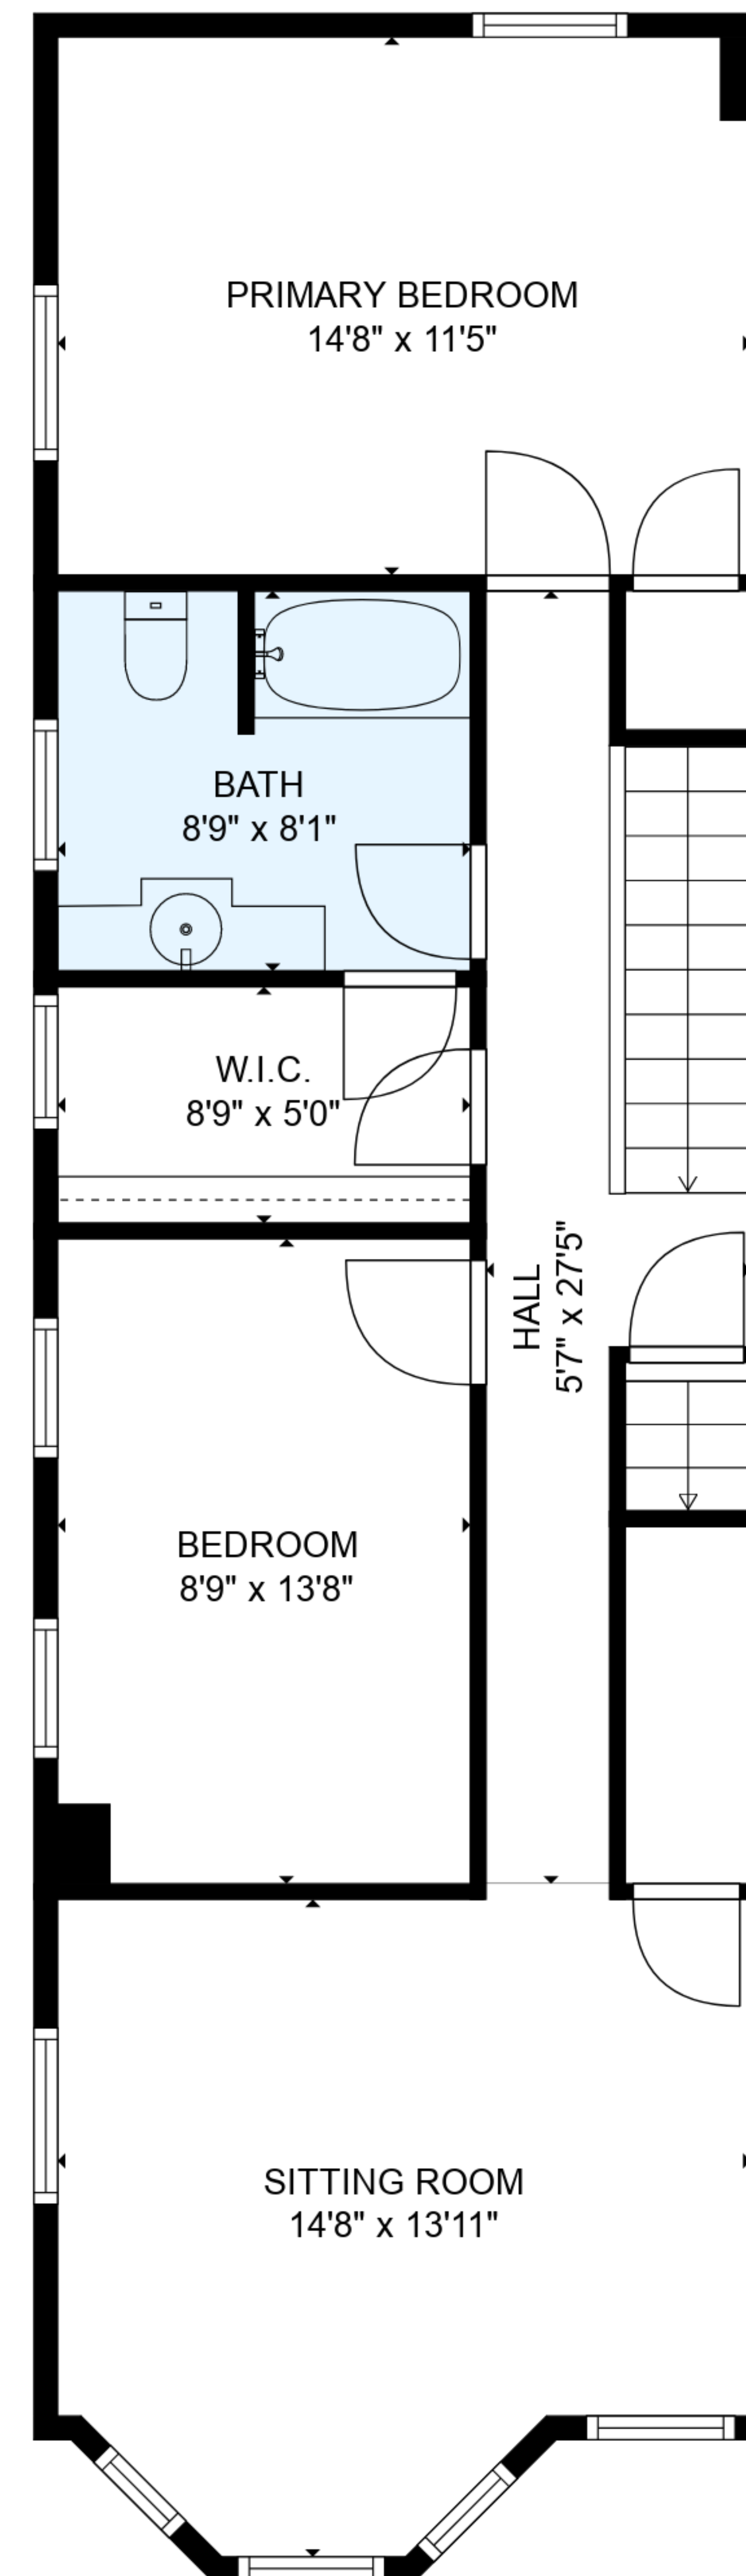 PRIMARY BEDROOM
14'8" x 11'5"
BATH
8'9" x 8'1"
W.I.C.
8'9" x 5'0"
HALL
5'7" x 27'5"
BEDROOM
8'9" x 13'8"
SITTING ROOM
14'8" x 13'11"